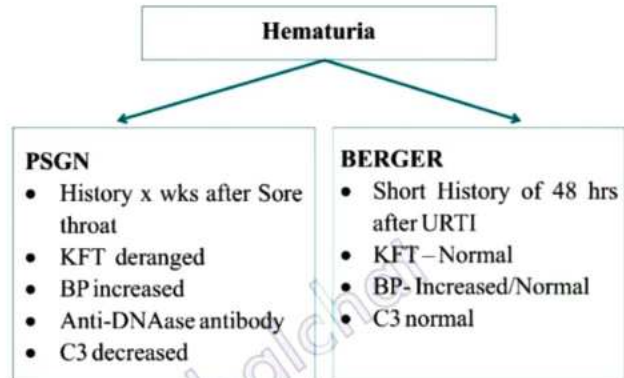 Hematuria
PSGN
• History x wks after Sore
throat
• KFT deranged
• BP increased
• Anti-DNAase antibody
• C3 decreased
BERGER
• Short History of 48 hrs
after URTI
• KFT – Normal
• BP- Increased/Normal
• C3 normal